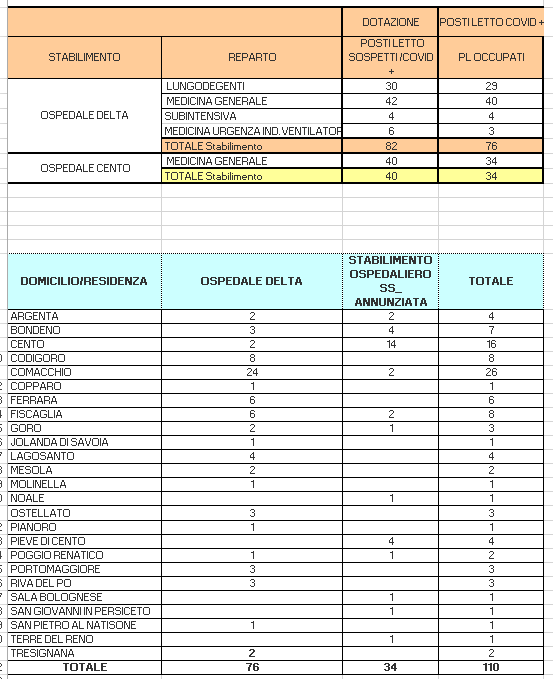 DOTAZIONE POSTI LETTO COVID +
STABILIMENTO REPARTO POSTI LETTO SOSPETTI/COVID + PL OCCUPATI
OSPEDALE DELTA LUNGODEGENTI 30 29
MEDICINA GENERALE 42 40
SUBINTENSIVA 4 4
MEDICINA URGENZA IND.VENTILATOR 6 3
TOTALE Stabilimento 82 76
OSPEDALE CENTO MEDICINA GENERALE 40 34
TOTALE Stabilimento 40 34
DOMICILIO/RESIDENZA OSPEDALE DELTA STABILIMENTO OSPEDALIERO SS_ ANNUNZIATA TOTALE
ARGENTA 2 2 4
BONDENO 3 4 7
CENTO 2 14 16
CODIGORO 8 8
COMACCHIO 24 2 26
COPPARO 1 1
FERRARA 6 6
FISCAGLIA 6 2 8
GORO 2 1 3
JOLANDA DI SAVOIA 1 1
LAGOSANTO 4 4
MESOLA 2 2
MOLINELLA 1 1
NOALE 1 1
OSTELLATO 3 3
PIANORO 1 1
PIEVE DI CENTO 4 4
POGGIO RENATICO 1 1 2
PORTOMAGGIORE 3 3
RIVA DEL PO 3 3
SALA BOLOGNESE 1 1
SAN GIOVANNI IN PERSICETO 1 1
SAN PIETRO AL NATISONE 1 1
TERRE DEL RENO 1 1
TRESIGNANA 2 2
TOTALE 76 34 110